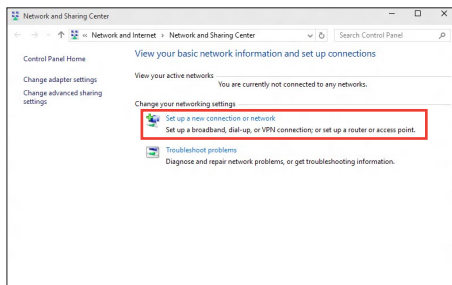 Network and Sharing Center
« Network and Internet › Network and Sharing Center
Search Control Panel
Control Panel Home
Change adapter settings
Change advanced sharing
settings
View your basic network information and set up connections
View your active networks
You are currently not connected to any networks.
Change your networking settings
Set up a new connection or network
Set up a broadband, dial-up, or VPN connection; or set up a router or access point.
Troubleshoot problems
Diagnose and repair network problems, or get troubleshooting information.